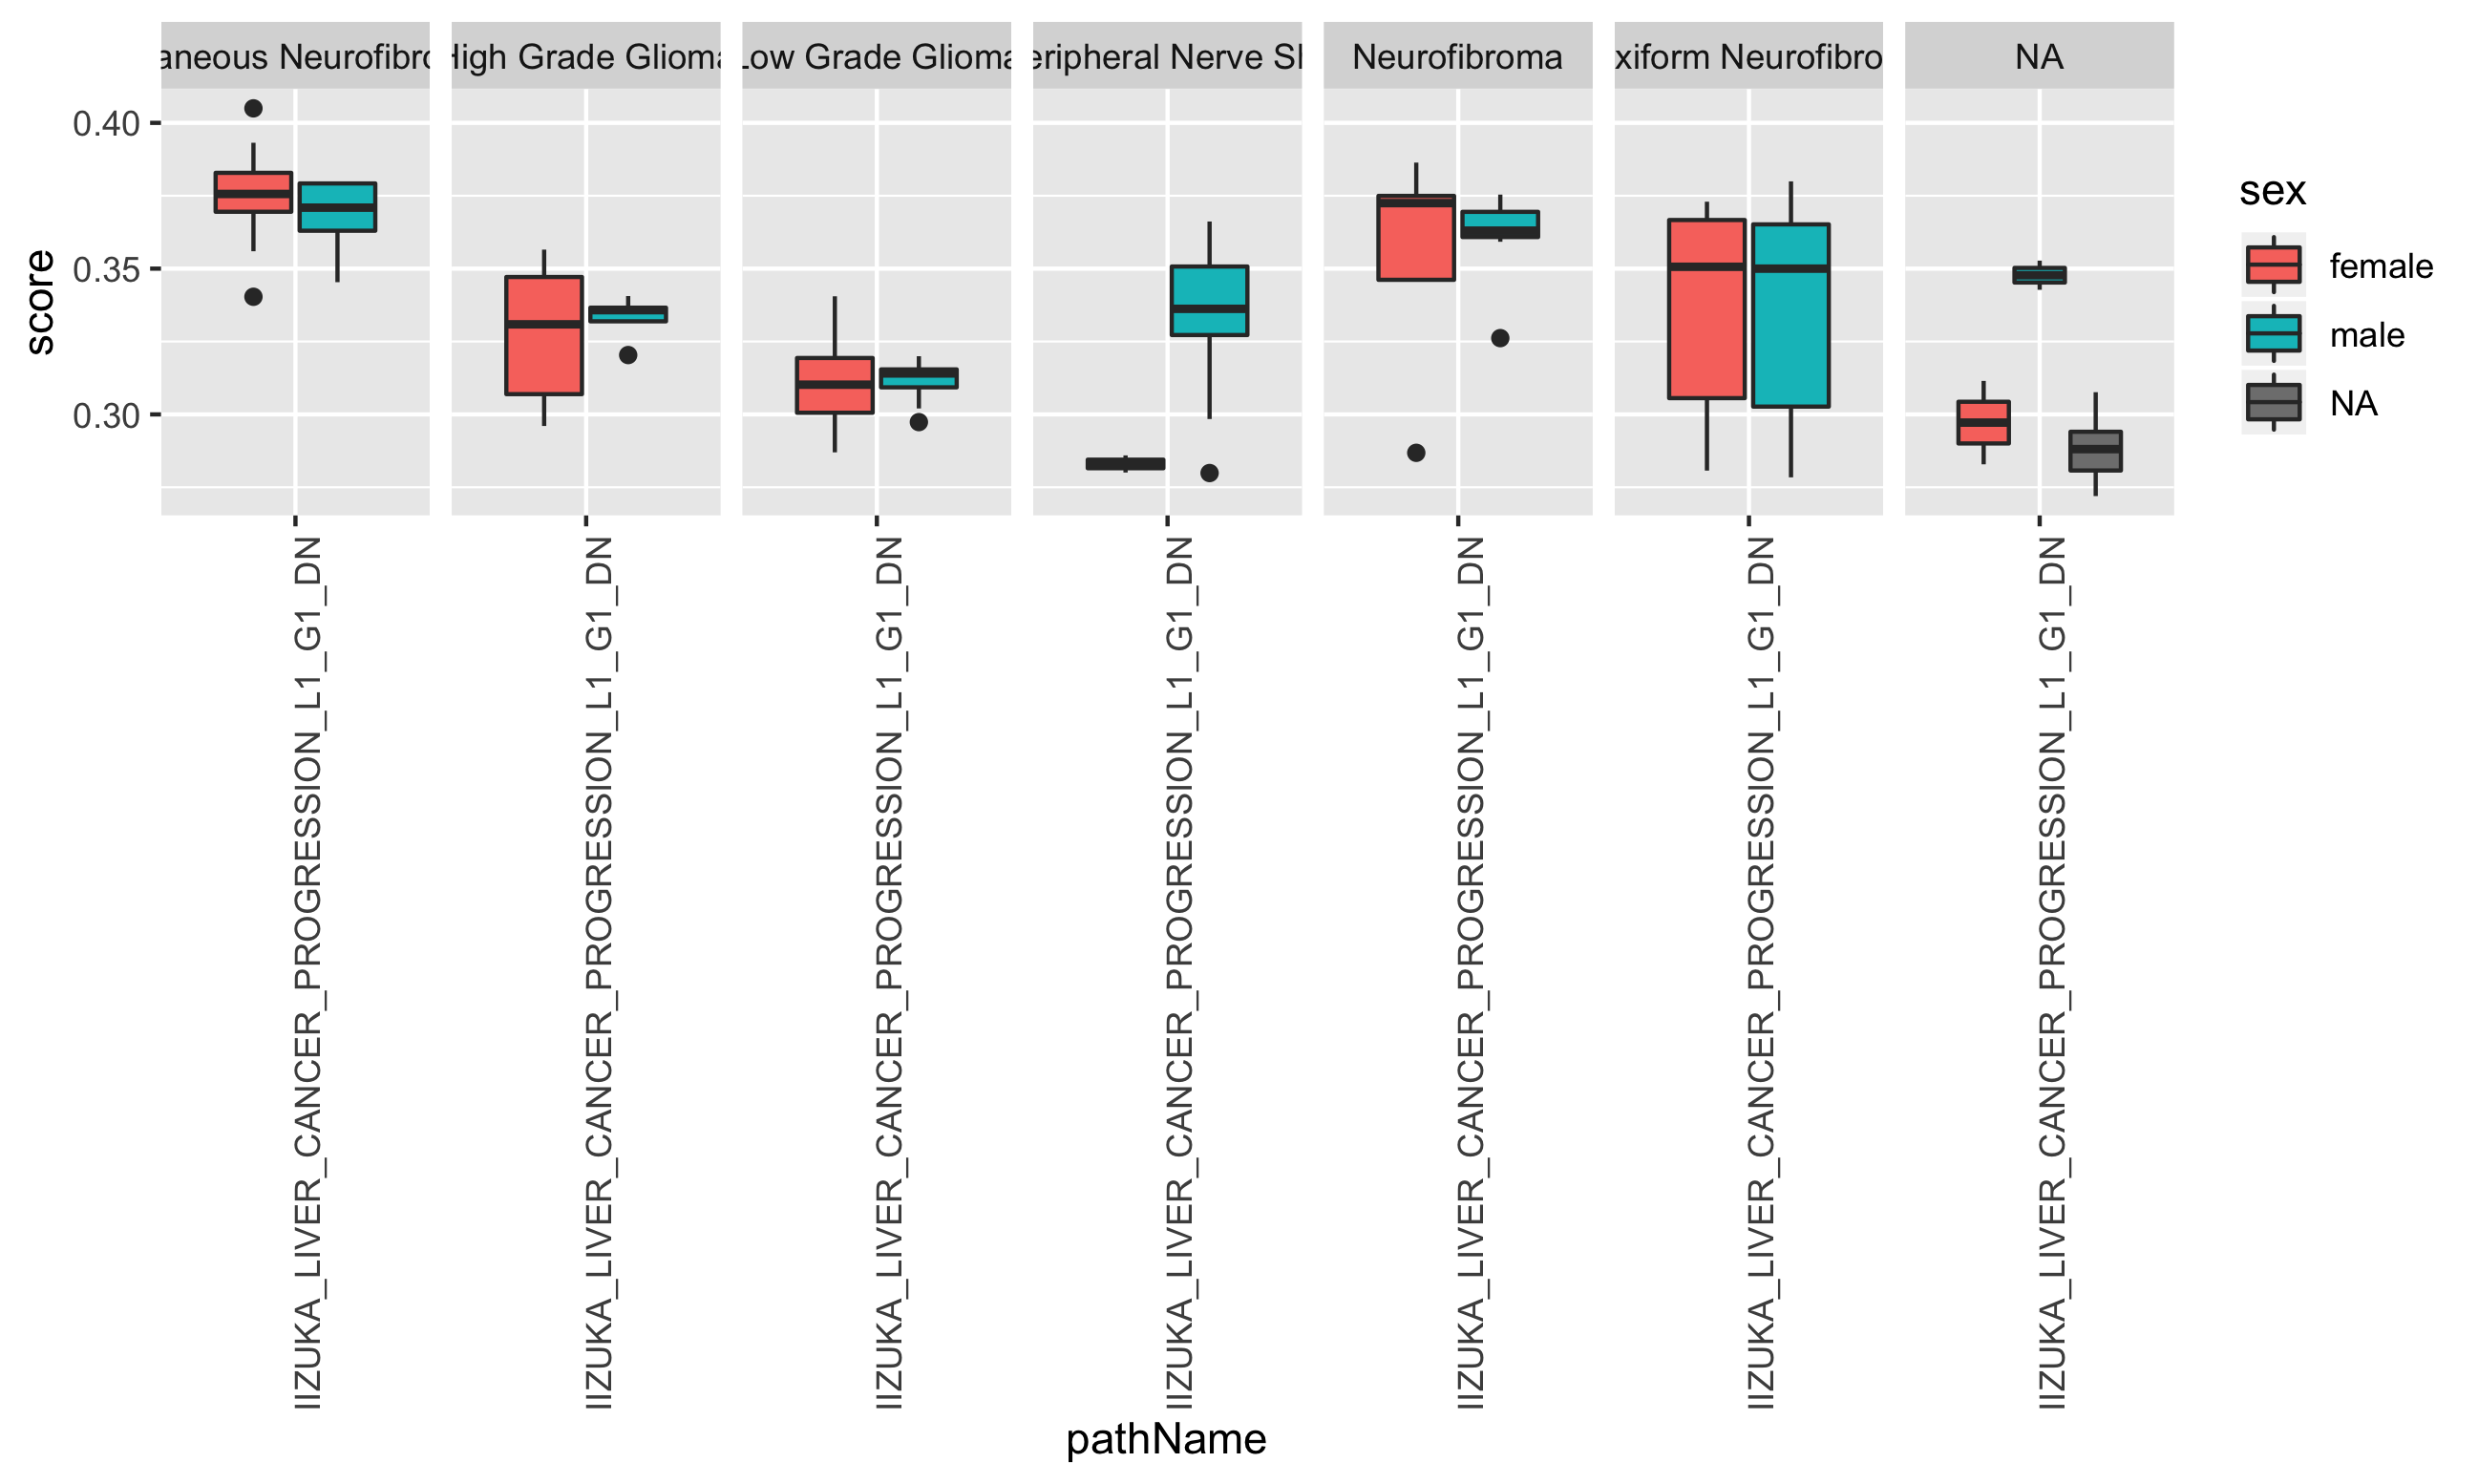 aneous Neurofibro
High Grade Glioma
Low Grade Glioma
eripheral Nerve Sh
Neurofibroma
xiform Neurofibro
NA
0.40
0.35
0.30
score
sex
female
male
NA
IIZUKA_LIVER_CANCER_PROGRESSION_L1_G1_DN
IIZUKA_LIVER_CANCER_PROGRESSION_L1_G1_DN
IIZUKA_LIVER_CANCER_PROGRESSION_L1_G1_DN
IIZUKA_LIVER_CANCER_PROGRESSION_L1_G1_DN
IIZUKA_LIVER_CANCER_PROGRESSION_L1_G1_DN
IIZUKA_LIVER_CANCER_PROGRESSION_L1_G1_DN
IIZUKA_LIVER_CANCER_PROGRESSION_L1_G1_DN
pathName